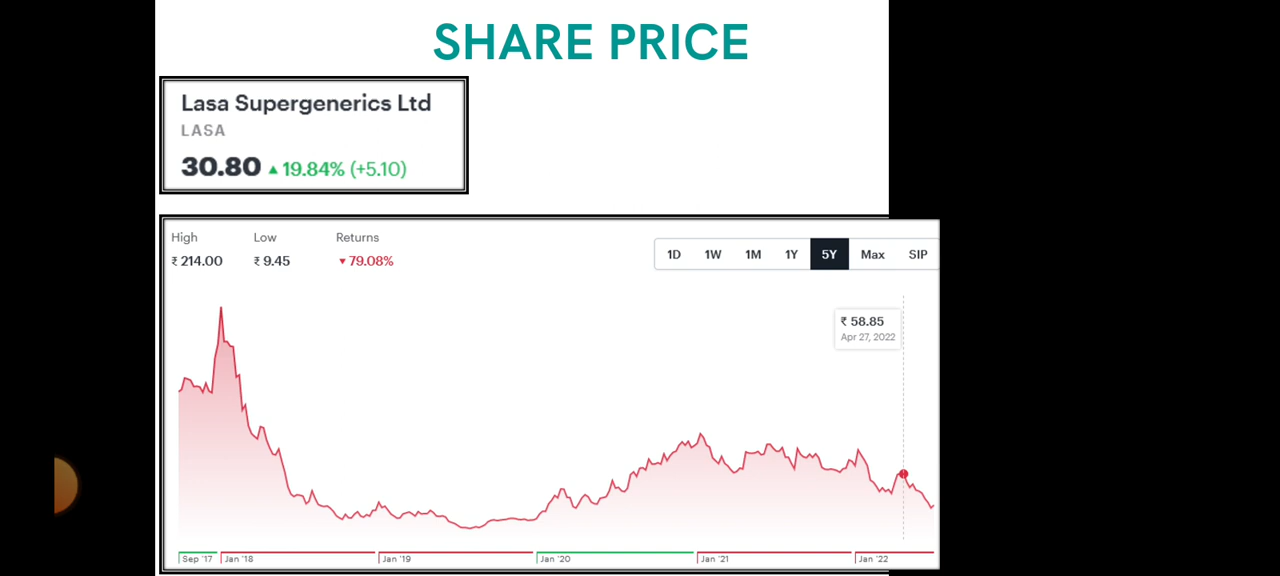 SHARE PRICE
Lasa Supergenerics Ltd
LASA
30.80 ▲ 19.84% (+5.10)
High Low Returns
₹ 214.00 ₹ 9.45 ▼ 79.08%
1D 1W 1M 1Y 5Y Max SIP
₹ 58.85
Apr 27, 2022
Sep '17 Jan '18 Jan '19 Jan '20 Jan '21 Jan '22